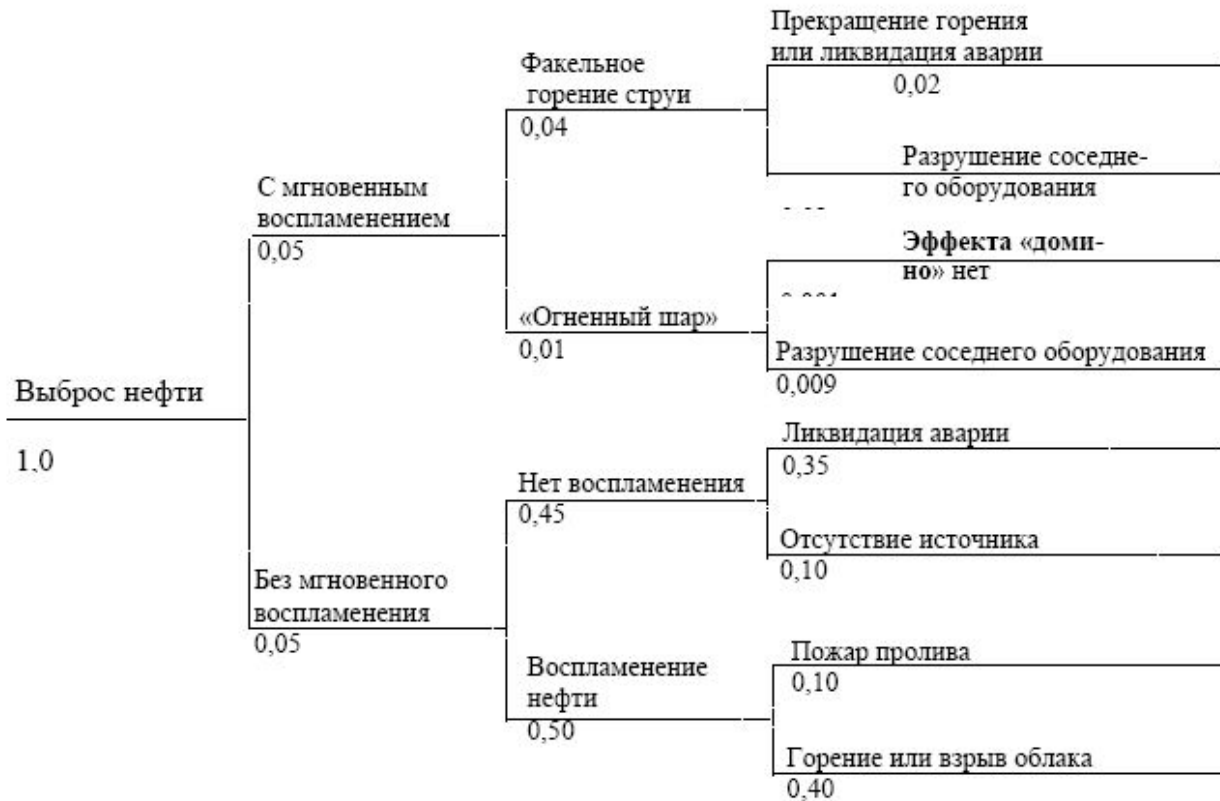 Прекращение горения
или ликвидация аварии
0,02
Факельное
горение струи
0,04
Разрушение соседне-
го оборудования
С мгновенным
воспламенением
0,05
Эффекта «доми-
но» нет
«Огненный шар»
0,01
Разрушение соседнего оборудования
0,009
Выброс нефти
1,0
Ликвидация аварии
0,35
Нет воспламенения
0,45
Отсутствие источника
0,10
Без мгновенного
воспламенения
0,05
Пожар пролива
0,10
Воспламенение
нефти
0,50
Горение или взрыв облака
0,40